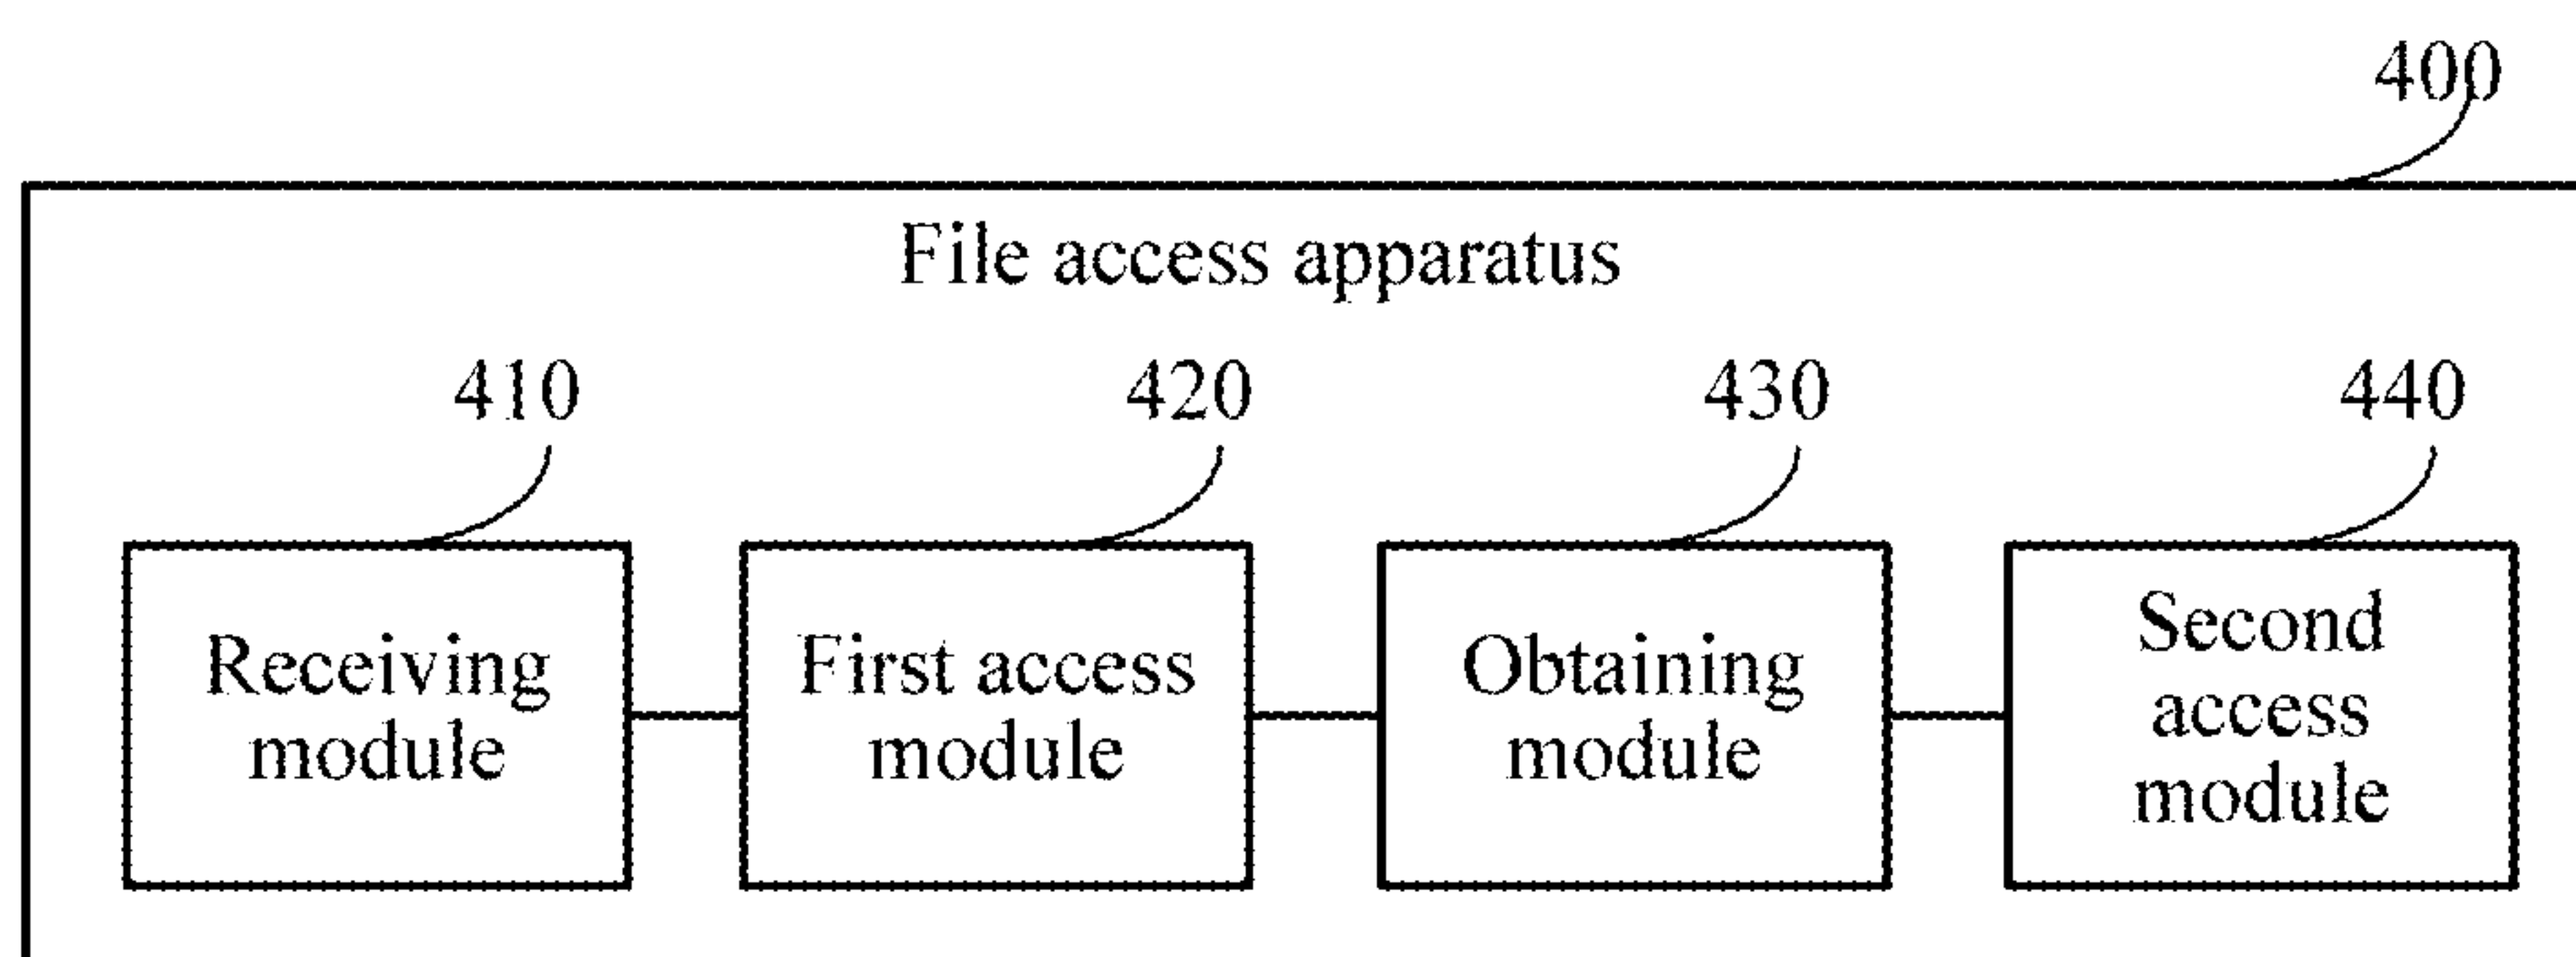 400
File access apparatus
410
420
430
440
Receiving
module
First access
module
Obtaining
module
Second
access
module